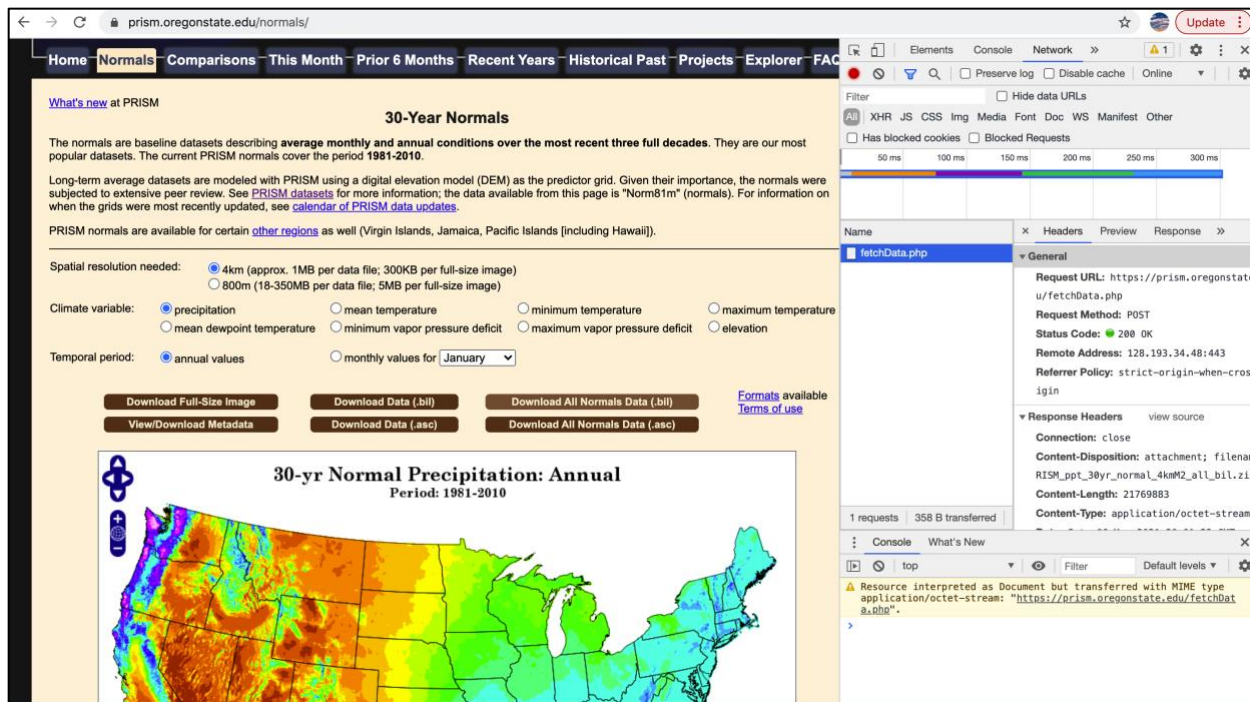 prism.oregonstate.edu/normals/
Update
Home Normals Comparisons This Month Prior 6 Months Recent Years Historical Past Projects Explorer FAQ
What's new at PRISM
30-Year Normals
The normals are baseline datasets describing average monthly and annual conditions over the most recent three full decades. They are our most
popular datasets. The current PRISM normals cover the period 1981-2010.
Long-term average datasets are modeled with PRISM using a digital elevation model (DEM) as the predictor grid. Given their importance, the normals were
subjected to extensive peer review. See PRISM datasets for more information; the data available from this page is "Norm81m" (normals). For information on
when the grids were most recently updated, see calendar of PRISM data updates.
PRISM normals are available for certain other regions as well (Virgin Islands, Jamaica, Pacific Islands [including Hawaii]).
Spatial resolution needed: 4km (approx. 1MB per data file; 300KB per full-size image)
800m (18-350MB per data file; 5MB per full-size image)
Climate variable: precipitation mean temperature minimum temperature maximum temperature
mean dewpoint temperature minimum vapor pressure deficit maximum vapor pressure deficit elevation
Temporal period: annual values monthly values for January
Download Full-Size Image Download Data (.bil) Download All Normals Data (.bil) Formats available
View/Download Metadata Download Data (.asc) Download All Normals Data (.asc) Terms of use
30-yr Normal Precipitation: Annual
Period: 1981-2010
Elements Console Network » 1
Preserve log Disable cache Online
Filter Hide data URLs
All XHR JS CSS Img Media Font Doc WS Manifest Other
Has blocked cookies Blocked Requests
50 ms 100 ms 150 ms 200 ms 250 ms 300 ms
Name
fetchData.php
1 requests 358 B transferred
× Headers Preview Response »
General
Request URL: https://prism.oregonstate
u/fetchData.php
Request Method: POST
Status Code: 200 OK
Remote Address: 128.193.34.48:443
Referrer Policy: strict-origin-when-cros
igin
Response Headers view source
Connection: close
Content-Disposition: attachment; filenam
RISM_ppt_30yr_normal_4kmM2_all_bil.zi
Content-Length: 21769883
Content-Type: application/octet-stream
Console What's New
top Filter Default levels
Resource interpreted as Document but transferred with MIME type
application/octet-stream: "https://prism.oregonstate.edu/fetchDat
a.php".